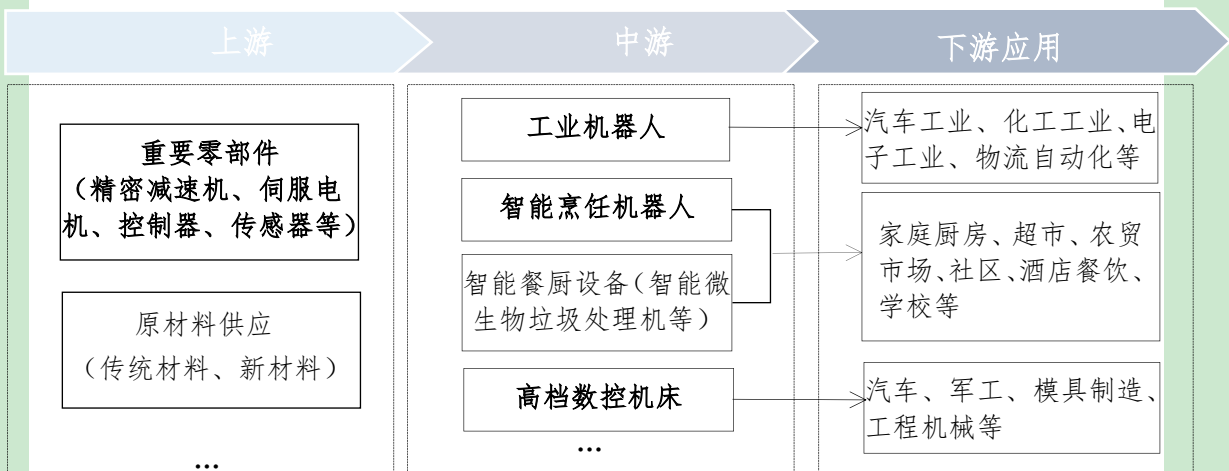 上游
中游
下游应用
重要零部件
（精密减速机、伺服电
机、控制器、传感器等）
原材料供应
（传统材料、新材料）
...
工业机器人
智能烹饪机器人
智能餐厨设备（智能微
生物垃圾处理机等）
高档数控机床
...
汽车工业、化工工业、电
子工业、物流自动化等
家庭厨房、超市、农贸
市场、社区、酒店餐饮、
学校等
汽车、军工、模具制造、
工程机械等